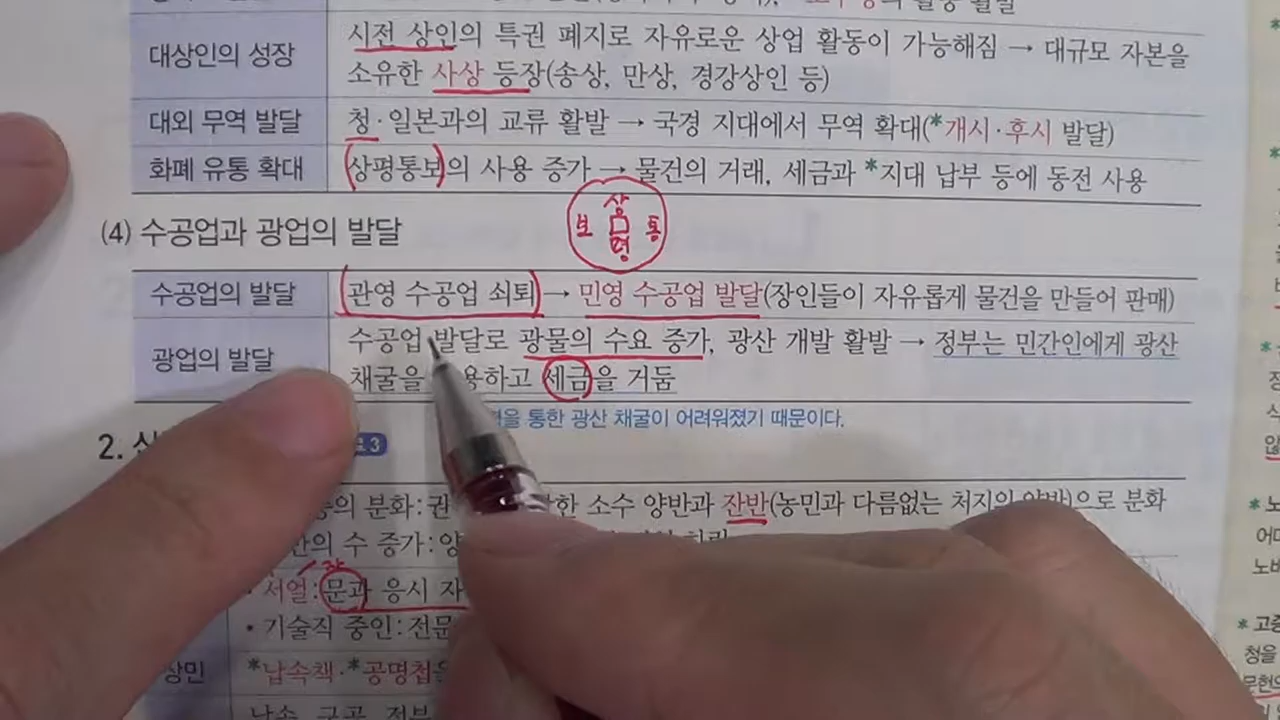 대상인의 성장
시전 상인의 특권 폐지로 자유로운 상업 활동이 가능해짐 → 대규모 자본을
소유한 사상 등장(송상, 만상, 경강상인 등)
대외 무역 발달
청·일본과의 교류 활발 → 국경 지대에서 무역 확대(*개시·후시 발달)
화폐 유통 확대
상평통보의 사용 증가 → 물건의 거래, 세금과 *지대 납부 등에 동전 사용
상
보 통
평
(4) 수공업과 광업의 발달
수공업의 발달
관영 수공업 쇠퇴 → 민영 수공업 발달(장인들이 자유롭게 물건을 만들어 판매)
광업의 발달
수공업 발달로 광물의 수요 증가, 광산 개발 활발 → 정부는 민간인에게 광산
채굴을 하고 세금을 거둠
을 통한 광산 채굴이 어려워졌기 때문이다.
2.
3
의 분화: 소수 양반과 잔반(농민과 다름없는 처지의 양반)으로 분화
의 수 증가:
서얼: 문과 응시
• 기술직 중인: 전문
상민
*납속책·*공명첩을